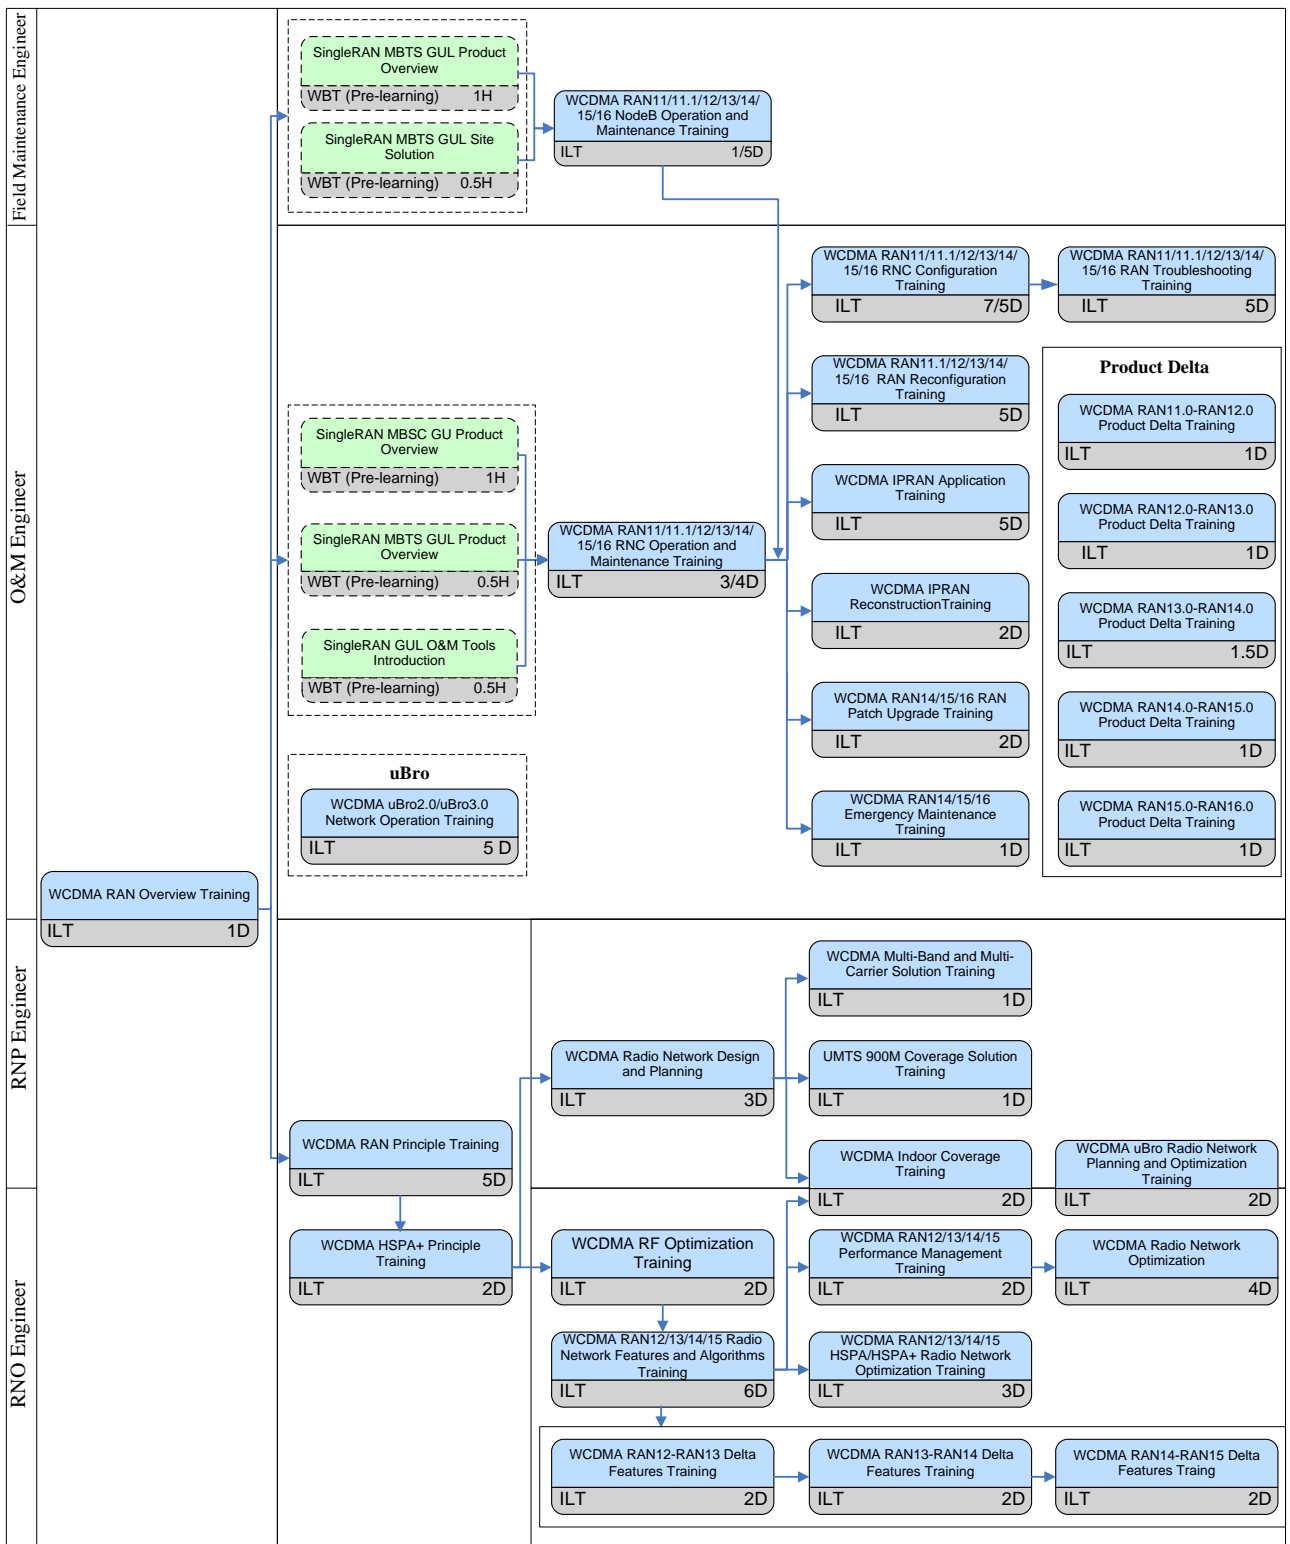 Field Maintenance Engineer
SingleRAN MBTS GUL Product
Overview
WBT (Pre-learning) 1H
SingleRAN MBTS GUL Site
Solution
WBT (Pre-learning) 0.5H
WCDMA RAN11/11.1/12/13/14/
15/16 NodeB Operation and
Maintenance Training
ILT 1/5D
O&M Engineer
SingleRAN MBSC GU Product
Overview
WBT (Pre-learning) 1H
SingleRAN MBTS GUL Product
Overview
WBT (Pre-learning) 0.5H
SingleRAN GUL O&M Tools
Introduction
WBT (Pre-learning) 0.5H
uBro
WCDMA uBro2.0/uBro3.0
Network Operation Training
ILT 5 D
WCDMA RAN11/11.1/12/13/14/
15/16 RNC Operation and
Maintenance Training
ILT 3/4D
WCDMA RAN11/11.1/12/13/14/
15/16 RNC Configuration
Training
ILT 7/5D
WCDMA RAN11/11.1/12/13/14/
15/16 RAN Troubleshooting
Training
ILT 5D
WCDMA RAN11.1/12/13/14/
15/16 RAN Reconfiguration
Training
ILT 5D
WCDMA IPRAN Application
Training
ILT 5D
WCDMA IPRAN
ReconstructionTraining
ILT 2D
WCDMA RAN14/15/16 RAN
Patch Upgrade Training
ILT 2D
WCDMA RAN14/15/16
Emergency Maintenance
Training
ILT 1D
Product Delta
WCDMA RAN11.0-RAN12.0
Product Delta Training
ILT 1D
WCDMA RAN12.0-RAN13.0
Product Delta Training
ILT 1D
WCDMA RAN13.0-RAN14.0
Product Delta Training
ILT 1.5D
WCDMA RAN14.0-RAN15.0
Product Delta Training
ILT 1D
WCDMA RAN15.0-RAN16.0
Product Delta Training
ILT 1D
WCDMA RAN Overview Training
ILT 1D
RNP Engineer
WCDMA RAN Principle Training
ILT 5D
WCDMA Radio Network Design
and Planning
ILT 3D
WCDMA Multi-Band and Multi-
Carrier Solution Training
ILT 1D
UMTS 900M Coverage Solution
Training
ILT 1D
WCDMA Indoor Coverage
Training
ILT 2D
WCDMA uBro Radio Network
Planning and Optimization
Training
ILT 2D
RNO Engineer
WCDMA HSPA+ Principle
Training
ILT 2D
WCDMA RF Optimization
Training
ILT 2D
WCDMA RAN12/13/14/15
Performance Management
Training
ILT 2D
WCDMA Radio Network
Optimization
ILT 4D
WCDMA RAN12/13/14/15 Radio
Network Features and Algorithms
Training
ILT 6D
WCDMA RAN12/13/14/15
HSPA/HSPA+ Radio Network
Optimization Training
ILT 3D
WCDMA RAN12-RAN13 Delta
Features Training
ILT 2D
WCDMA RAN13-RAN14 Delta
Features Training
ILT 2D
WCDMA RAN14-RAN15 Delta
Features Traing
ILT 2D